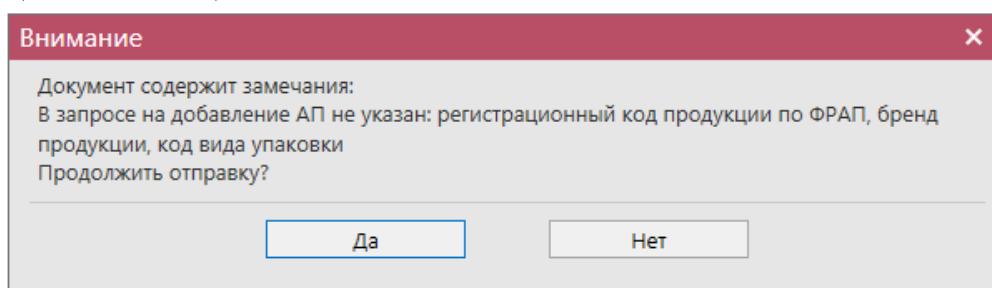 Внимание
Документ содержит замечания:
В запросе на добавление АП не указан: регистрационный код продукции по ФРАП, бренд
продукции, код вида упаковки
Продолжить отправку?
Да
Нет